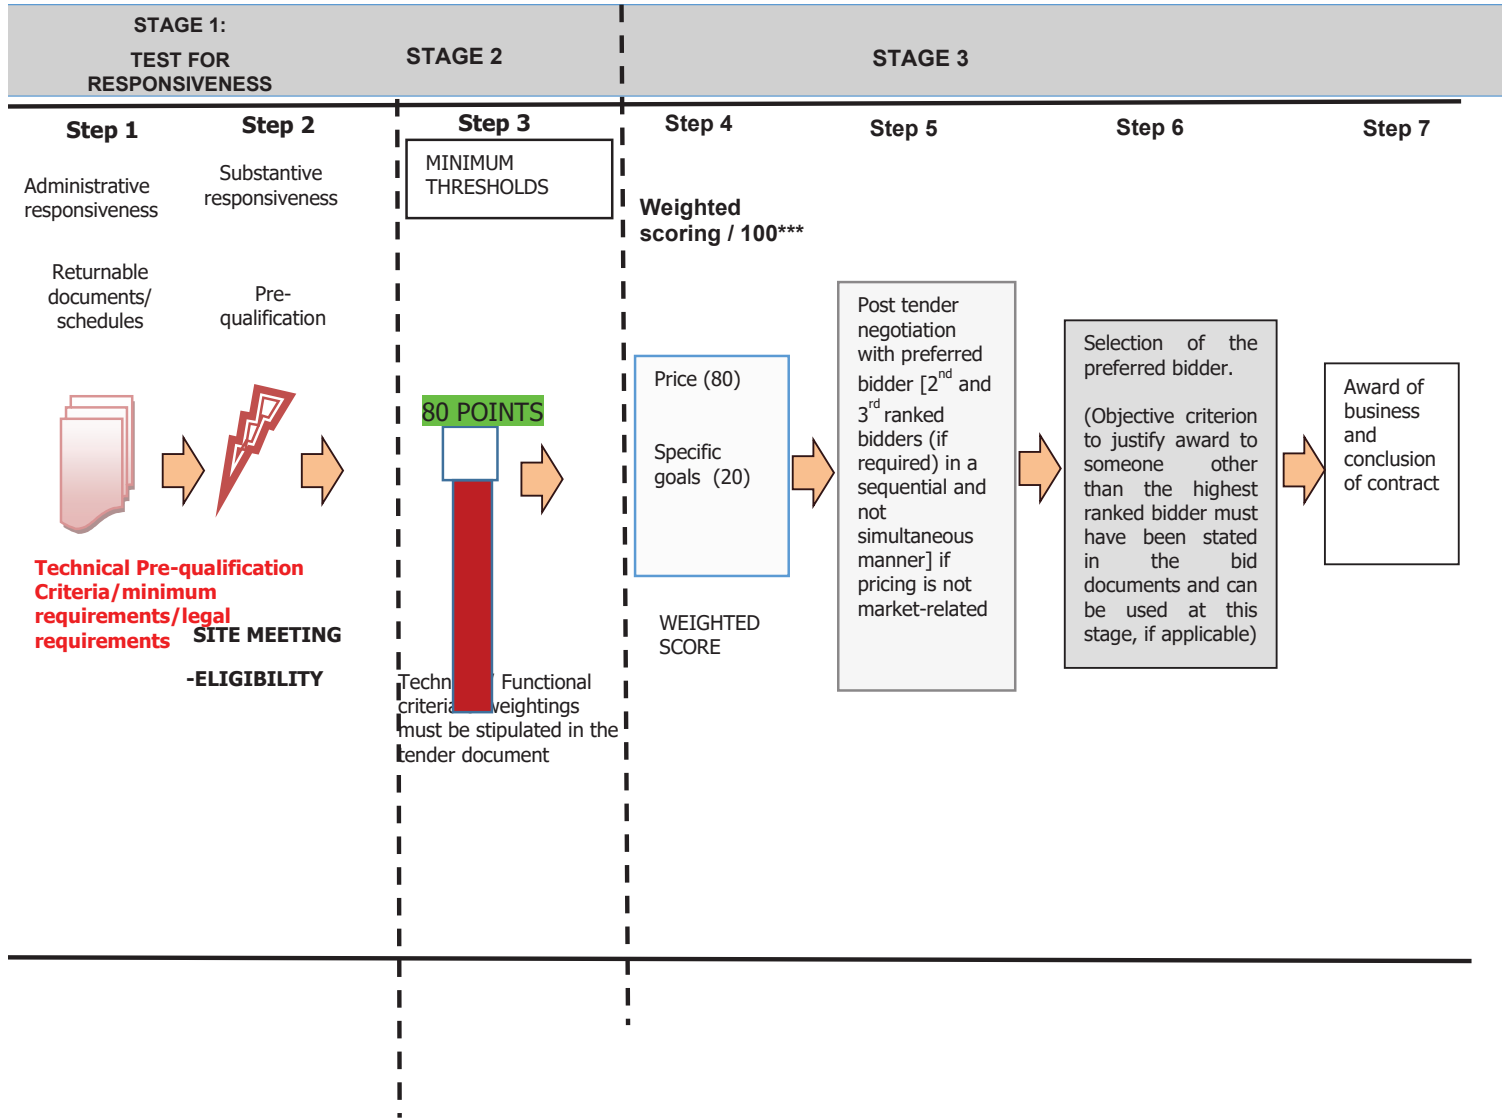 STAGE 1:
TEST FOR
RESPONSIVENESS
STAGE 2
STAGE 3
Step 1
Administrative
responsiveness
Returnable
documents/
schedules
Technical Pre-qualification
Criteria/minimum
requirements/legal
requirements
Step 2
Substantive
responsiveness
Pre-
qualification
SITE MEETING
-ELIGIBILITY
Step 3
MINIMUM
THRESHOLDS
80 POINTS
Functional
criteria
must be stipulated in the
tender document
Step 4
Weighted
scoring / 100***
Price (80)
Specific
goals (20)
WEIGHTED
SCORE
Step 5
Post tender
negotiation
with preferred
bidder [2nd and
3rd ranked
bidders (if
required) in a
sequential and
not
simultaneous
manner] if
pricing is not
market-related
Step 6
Selection of the
preferred bidder.
(Objective criterion
to justify award to
someone other
than the highest
ranked bidder must
have been stated
in the bid
documents and can
be used at this
stage, if applicable)
Step 7
Award of
business
and
conclusion
of contract